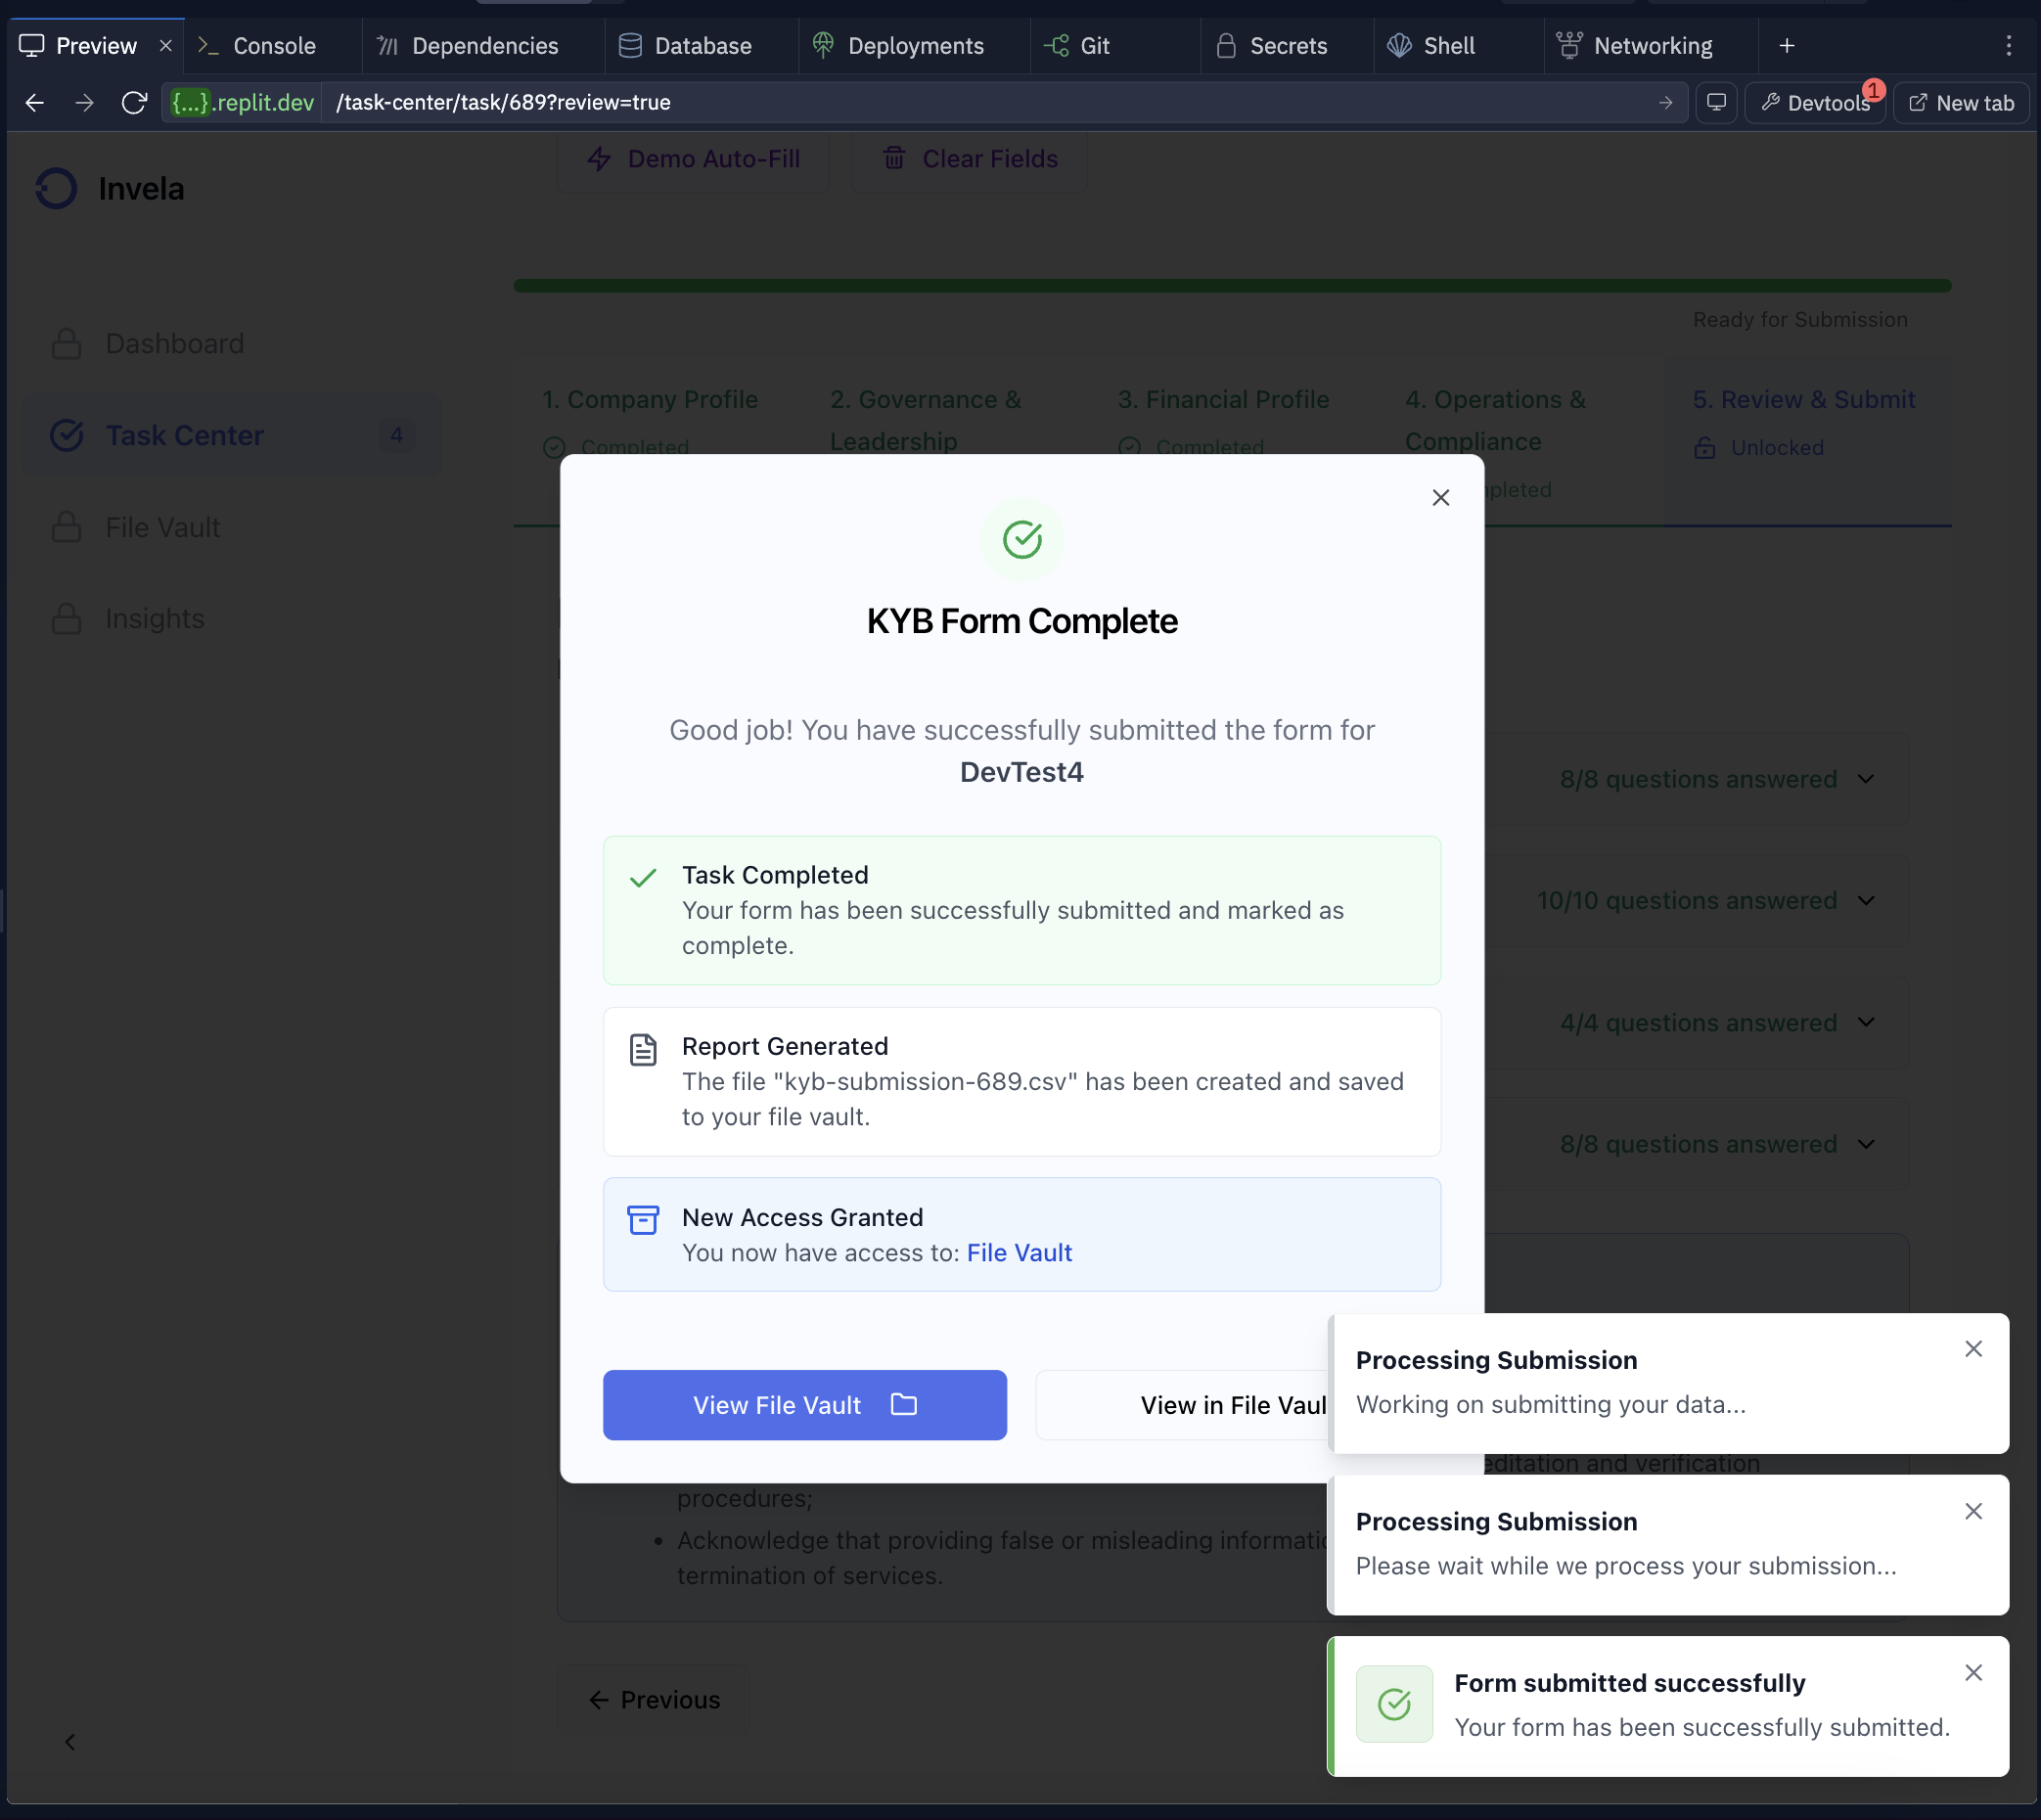 Preview
Console
Dependencies
Database
Deployments
Git
Secrets
Shell
Networking
{...}.replit.dev
/task-center/task/689?review=true
Devtools
1
New tab
Invela
Demo Auto-Fill
Clear Fields
Ready for Submission
Dashboard
Task Center
4
File Vault
Insights
1. Company Profile
Completed
2. Governance &
Leadership
3. Financial Profile
Completed
4. Operations &
Compliance
mpleted
5. Review & Submit
Unlocked
KYB Form Complete
Good job! You have successfully submitted the form for
DevTest4
Task Completed
Your form has been successfully submitted and marked as
complete.
Report Generated
The file "kyb-submission-689.csv" has been created and saved
to your file vault.
New Access Granted
You now have access to: File Vault
View File Vault
View in File Vaul
8/8 questions answered
10/10 questions answered
4/4 questions answered
8/8 questions answered
editation and verification
procedures;
• Acknowledge that providing false or misleading informatio
termination of services.
Previous
Processing Submission
Working on submitting your data...
Processing Submission
Please wait while we process your submission...
Form submitted successfully
Your form has been successfully submitted.